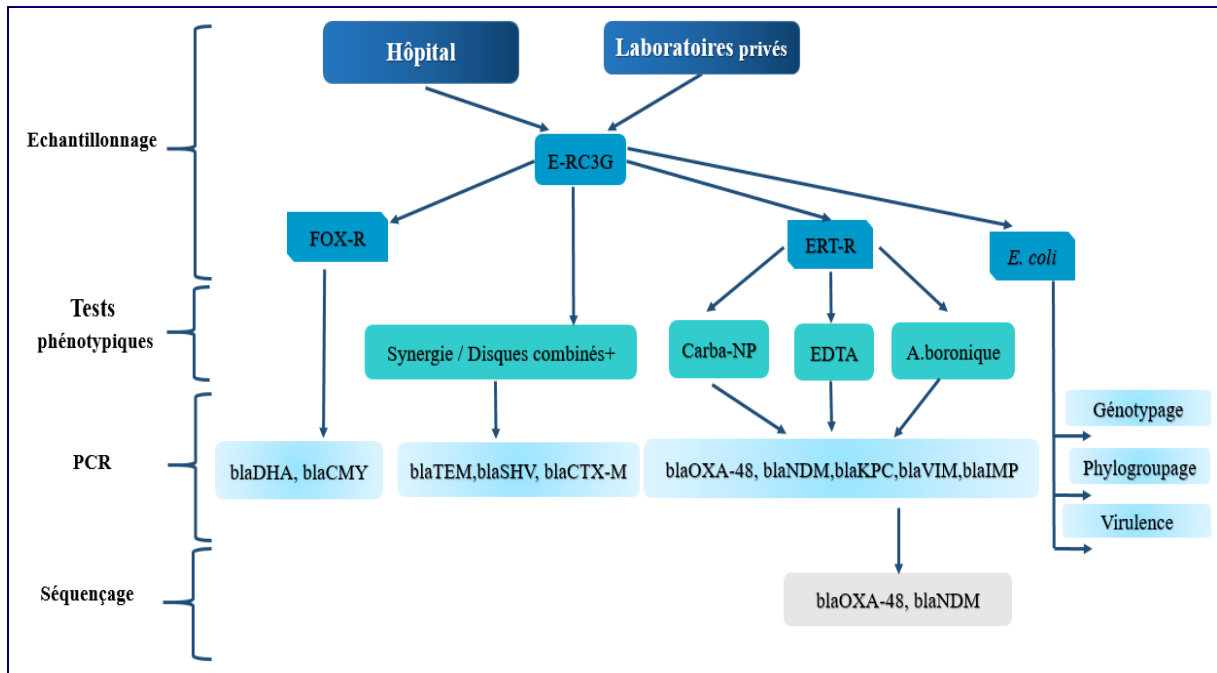 Hôpital
Laboratoires privés
Echantillonnage
E-RC3G
FOX-R
ERT-R
E. coli
Tests
phénotypiques
Synergie / Disques combinés+
Carba-NP
EDTA
A.boronique
Génotypage
PCR
blaDHA, blaCMY
blaTEM,blaSHV, blaCTX-M
blaOXA-48, blaNDM,blaKPC,blaVIM,blaIMP
Phylogroupage
Virulence
Séquençage
blaOXA-48, blaNDM